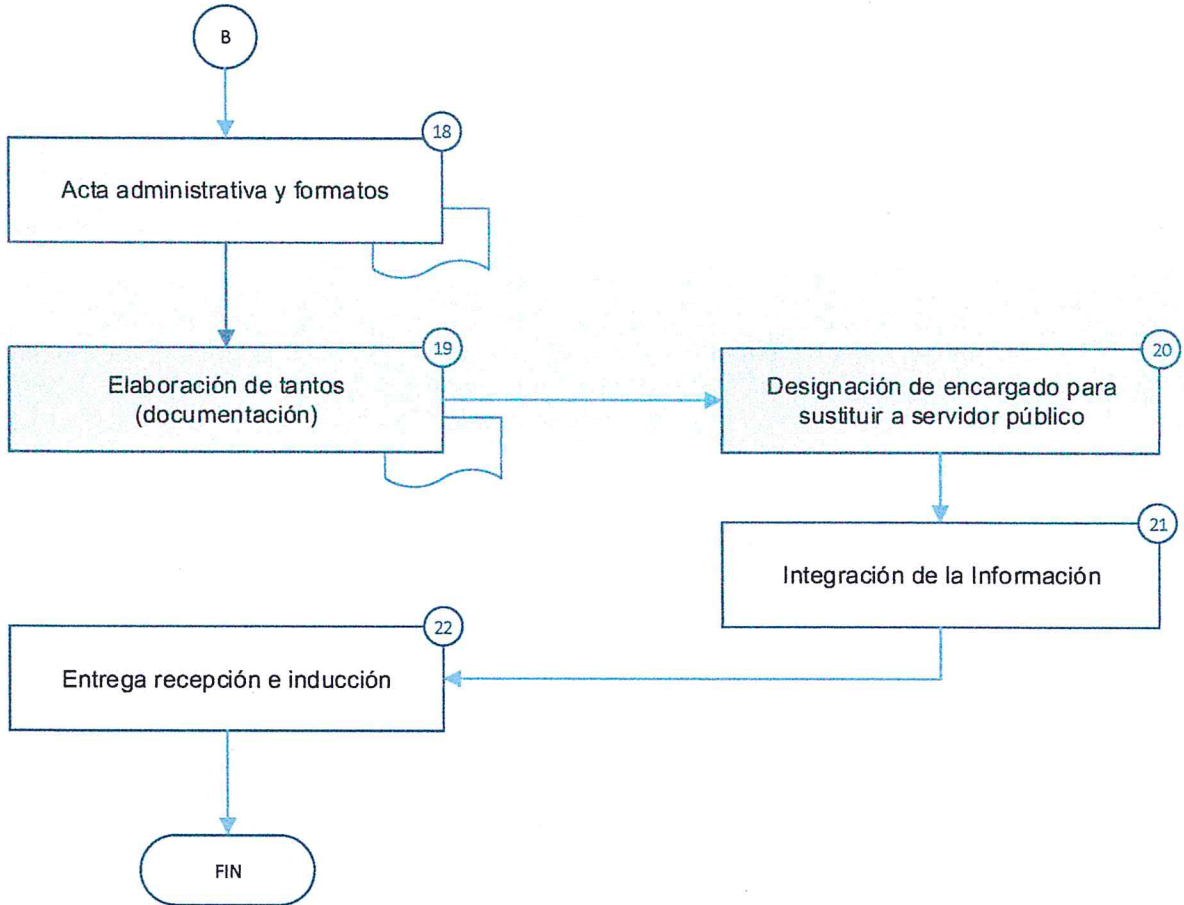 B
18
Acta administrativa y formatos
19
Elaboración de tantos
(documentación)
20
Designación de encargado para
sustituir a servidor público
21
Integración de la Información
22
Entrega recepción e inducción
FIN